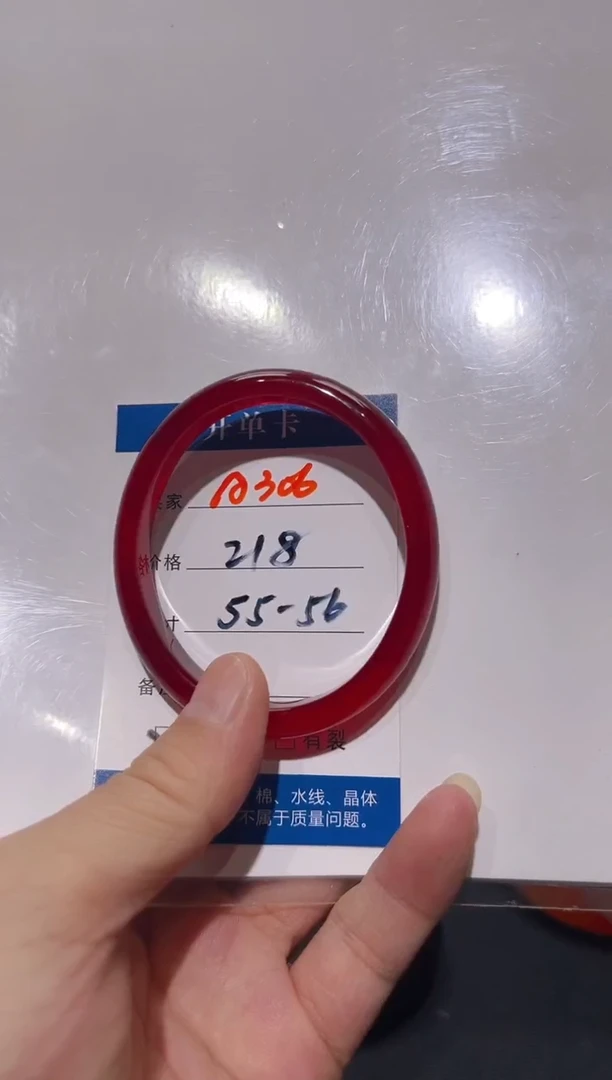 开单卡
家 A306
价格 218
寸 55-56
备
有裂
棉、水线、晶体
不属于质量问题。